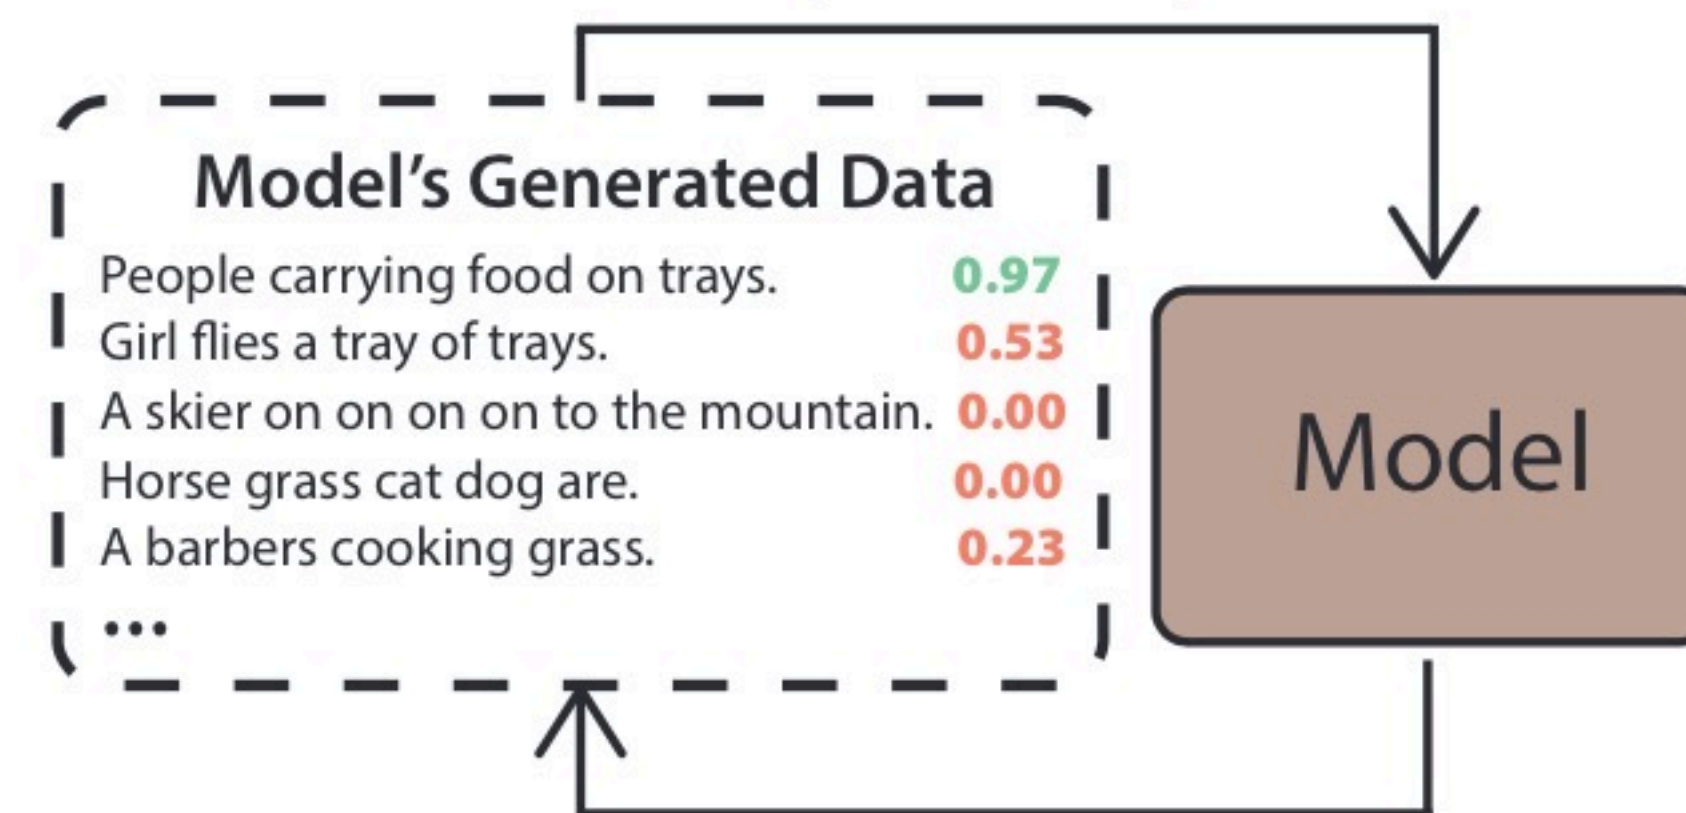 Model’s Generated Data
People carrying food on trays. 0.97
Girl flies a tray of trays. 0.53
A skier on on on on to the mountain. 0.00
Horse grass cat dog are. 0.00
A barbers cooking grass. 0.23
...
Model